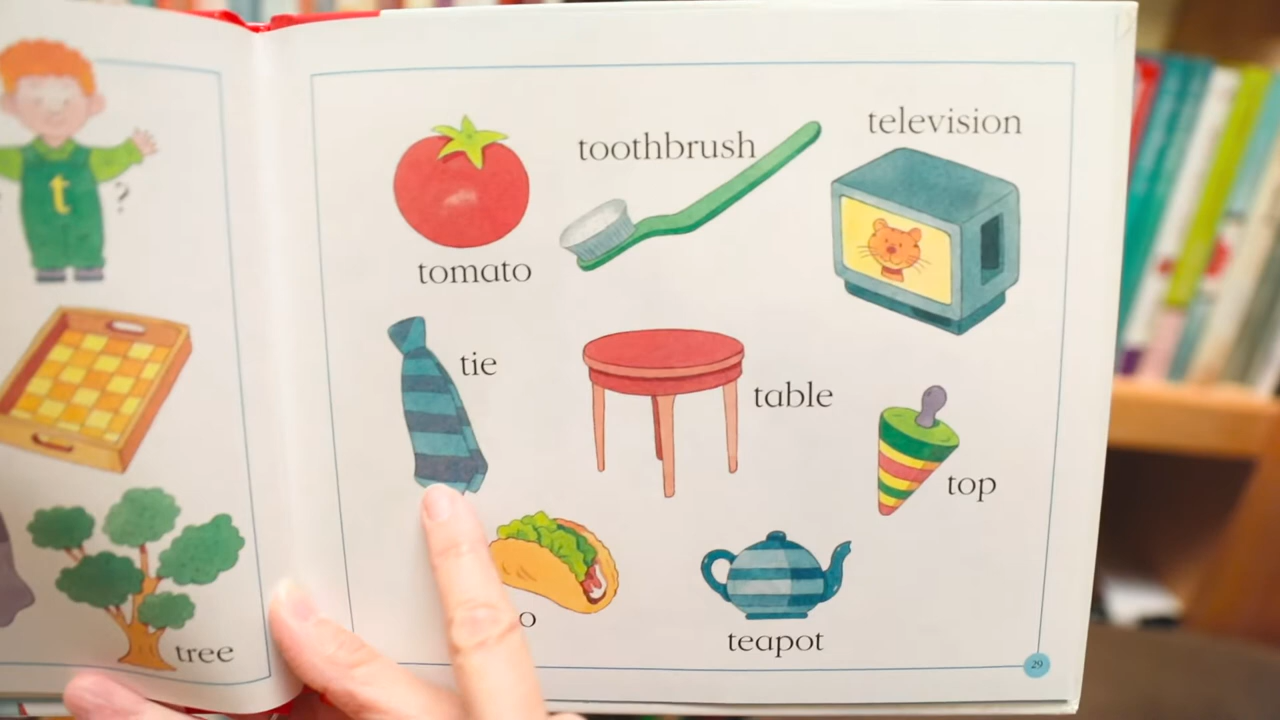 t
?
tree
tomato
toothbrush
television
tie
table
top
o
teapot
29